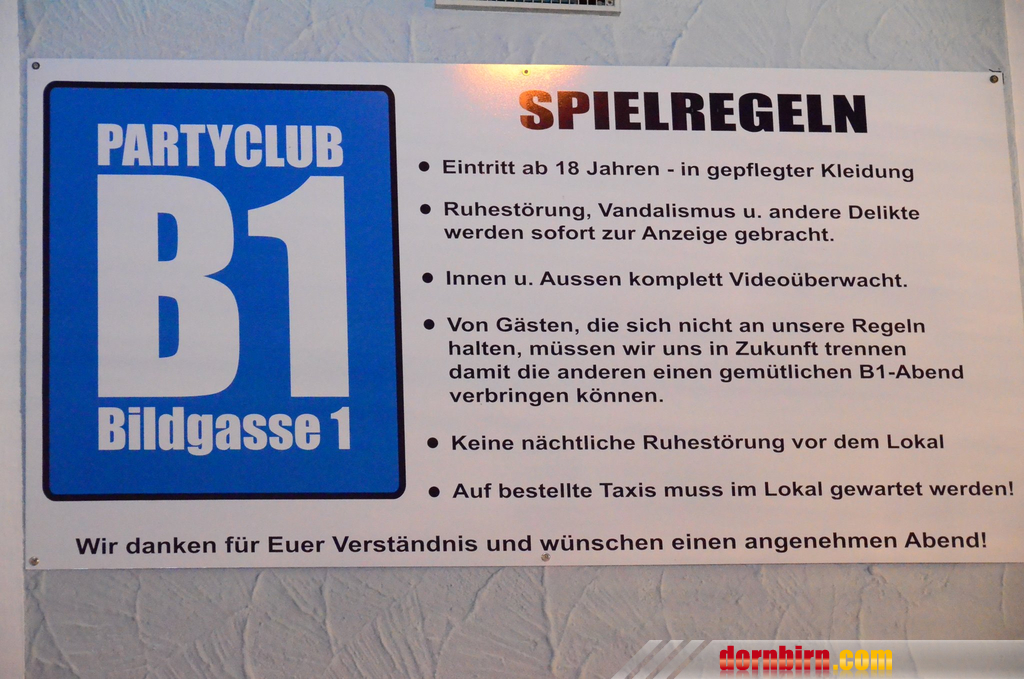 PARTYCLUB
B1
Bildgasse 1
SPIELREGELN
• Eintritt ab 18 Jahren - in gepflegter Kleidung
• Ruhestörung, Vandalismus u. andere Delikte
werden sofort zur Anzeige gebracht.
• Innen u. Aussen komplett Videoüberwacht.
• Von Gästen, die sich nicht an unsere Regeln
halten, müssen wir uns in Zukunft trennen
damit die anderen einen gemütlichen B1-Abend
verbringen können.
• Keine nächtliche Ruhestörung vor dem Lokal
• Auf bestellte Taxis muss im Lokal gewartet werden!
Wir danken für Euer Verständnis und wünschen einen angenehmen Abend!
dornbirn.com